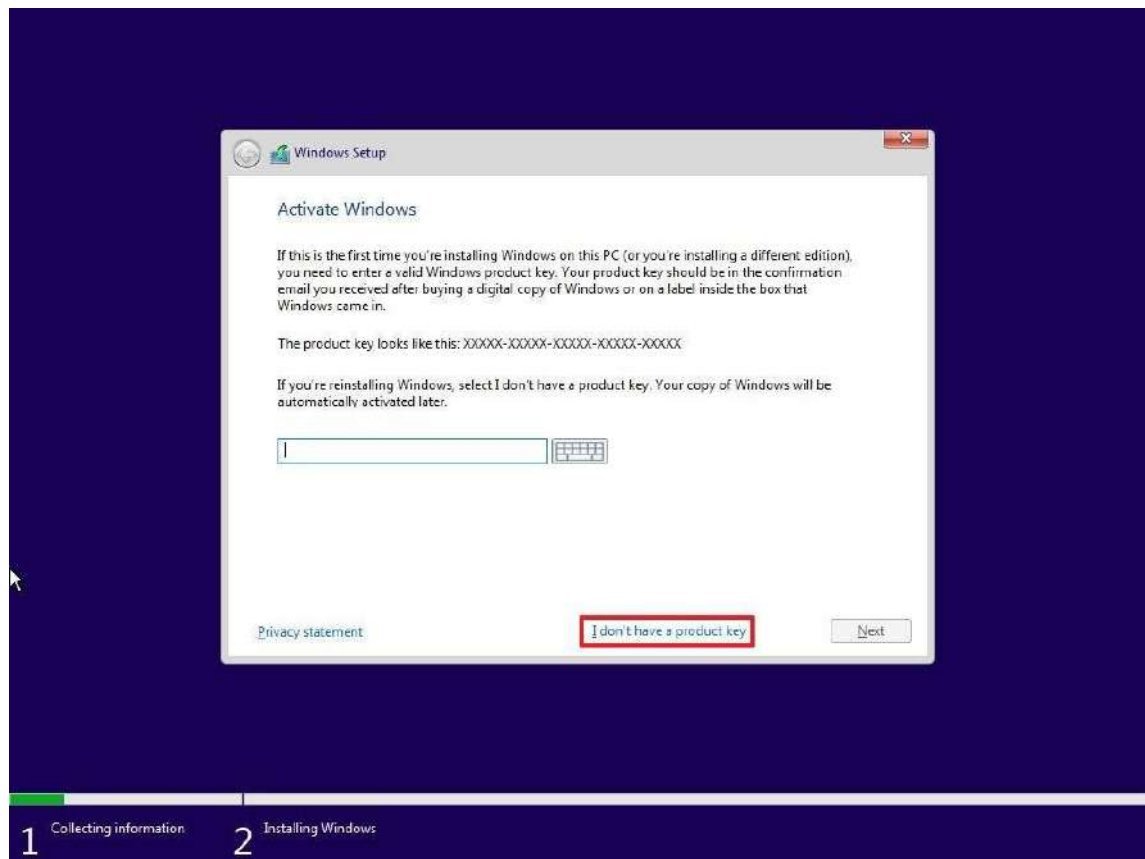 Windows Setup
Activate Windows
If this is the first time you're installing Windows on this PC (or you're installing a different edition),
you need to enter a valid Windows product key. Your product key should be in the confirmation
email you received after buying a digital copy of Windows or on a label inside the box that
Windows came in.
The product key looks like this: XXXXX-XXXXX-XXXXX-XXXXX-XXXXX
If you're reinstalling Windows, select I don't have a product key. Your copy of Windows will be
automatically activated later.
Privacy statement I don't have a product key Next
1 Collecting information 2 Installing Windows